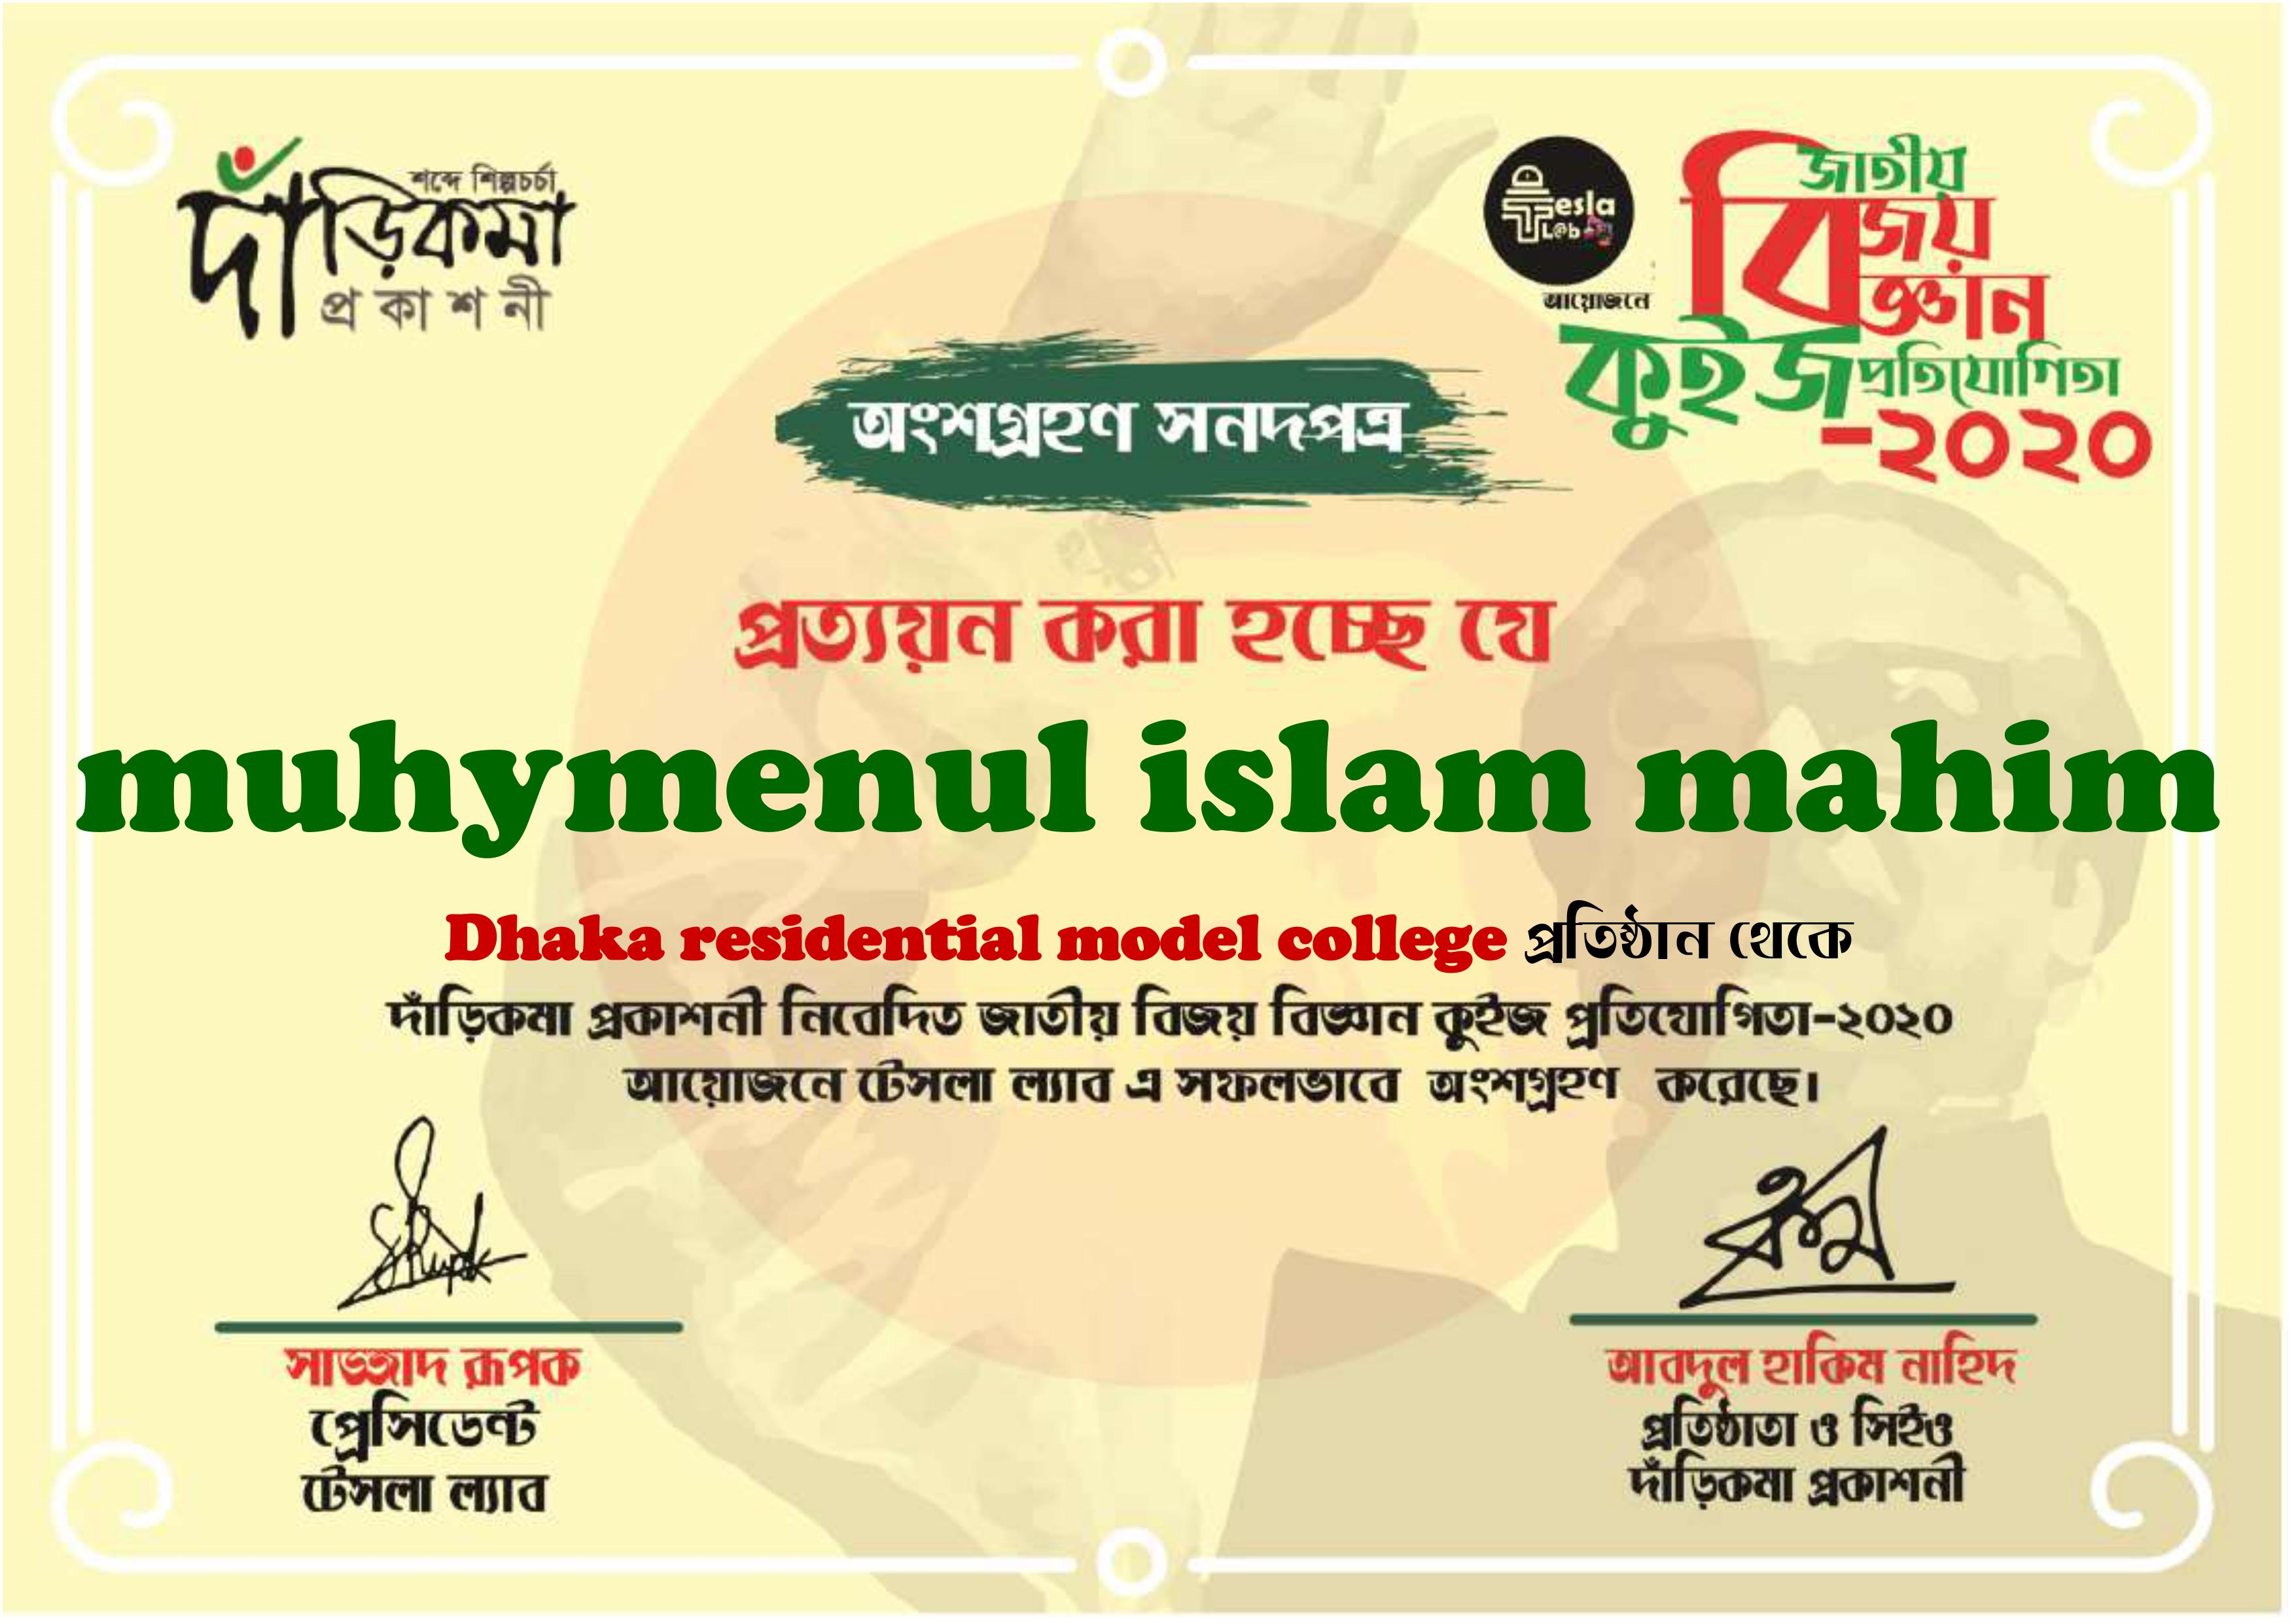 শব্দে শিল্পচর্চা
দাঁড়িকমা
প্রকাশনী
Tesla
L@b
আয়োজনে
জাতীয়
বিজয়
বিজ্ঞান
কুইজ প্রতিযোগিতা
-২০২০
অংশগ্রহণ সনদপত্র
প্রত্যয়ন করা হচ্ছে যে
muhymenul islam mahim
Dhaka residential model college প্রতিষ্ঠান থেকে
দাঁড়িকমা প্রকাশনী নিবেদিত জাতীয় বিজয় বিজ্ঞান কুইজ প্রতিযোগিতা-২০২০
আয়োজনে টেসলা ল্যাব এ সফলভাবে অংশগ্রহণ করেছে।
সাজ্জাদ রূপক
প্রেসিডেন্ট
টেসলা ল্যাব
আবদুল হাকিম নাহিদ
প্রতিষ্ঠাতা ও সিইও
দাঁড়িকমা প্রকাশনী